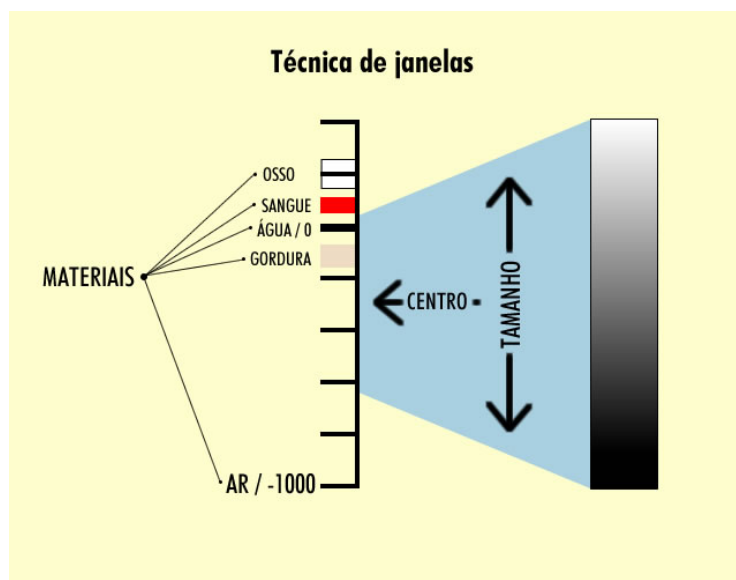 Técnica de janelas
OSSO
SANGUE
ÁGUA / 0
GORDURA
MATERIAIS
CENTRO
TAMANHO
AR / -1000